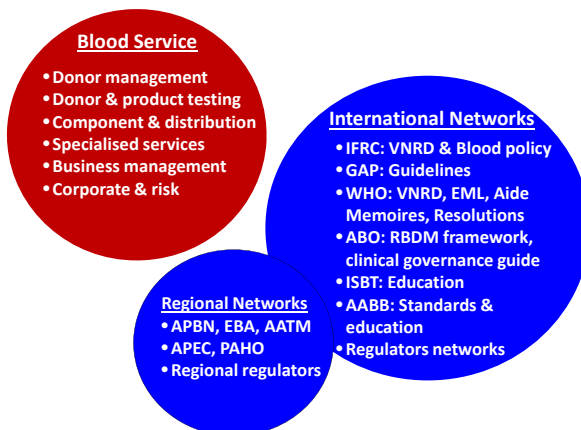 Blood Service
• Donor management
• Donor & product testing
• Component & distribution
• Specialised services
• Business management
• Corporate & risk
International Networks
• IFRC: VNRD & Blood policy
• GAP: Guidelines
• WHO: VNRD, EML, Aide
Memoires, Resolutions
• ABO: RBDM framework,
clinical governance guide
• ISBT: Education
• AABB: Standards &
education
• Regulators networks
Regional Networks
• APBN, EBA, AATM
• APEC, PAHO
• Regional regulators